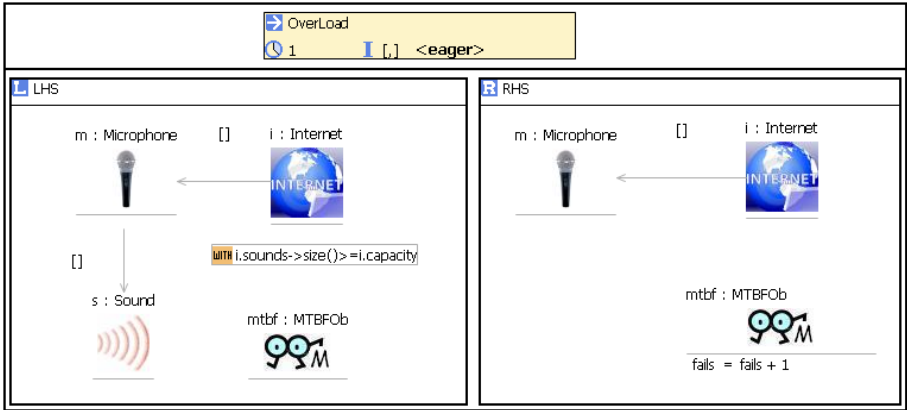 OverLoad
1 I [,] <eager>
L LHS
m : Microphone [] i : Internet
INTERNET
WITH i.sounds->size()>=i.capacity
[]
s : Sound
mtbf : MTBFOb
M
R RHS
m : Microphone [] i : Internet
INTERNET
mtbf : MTBFOb
M
fails = fails + 1